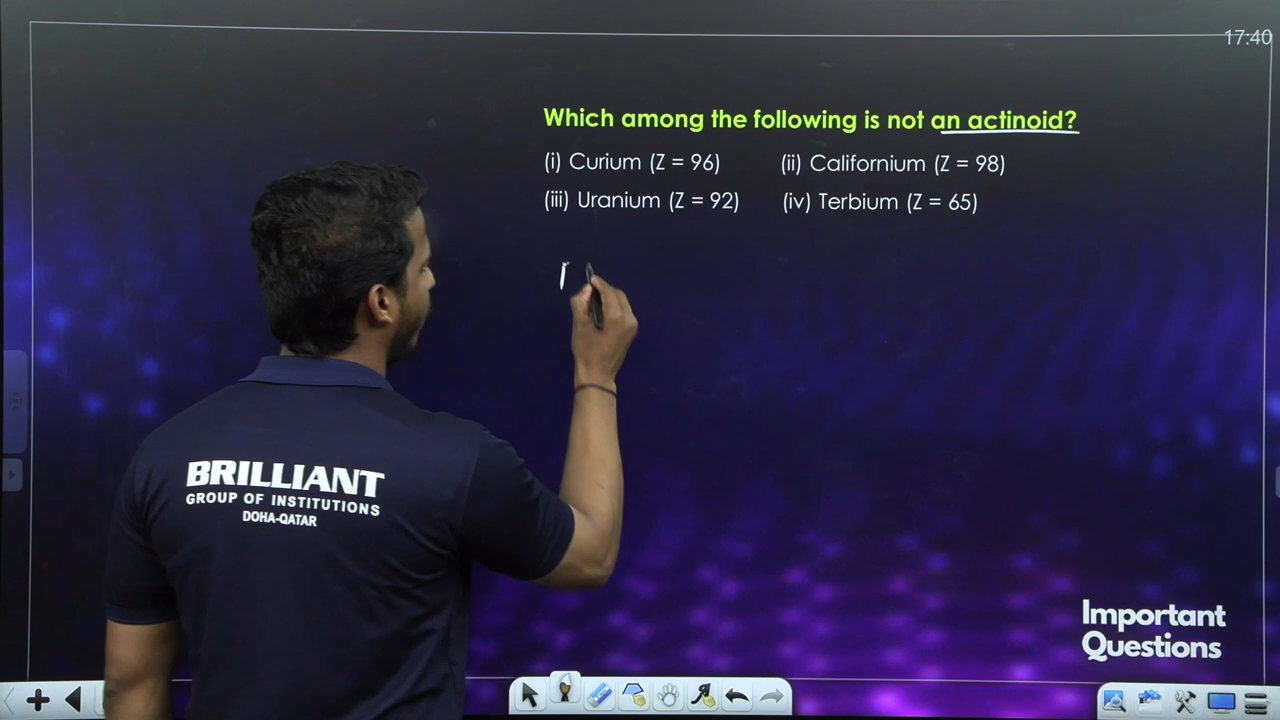 17:40
Which among the following is not an actinoid?
(i) Curium (Z = 96) (ii) Californium (Z = 98)
(iii) Uranium (Z = 92) (iv) Terbium (Z = 65)
BRILLIANT
GROUP OF INSTITUTIONS
DOHA-QATAR
Important
Questions